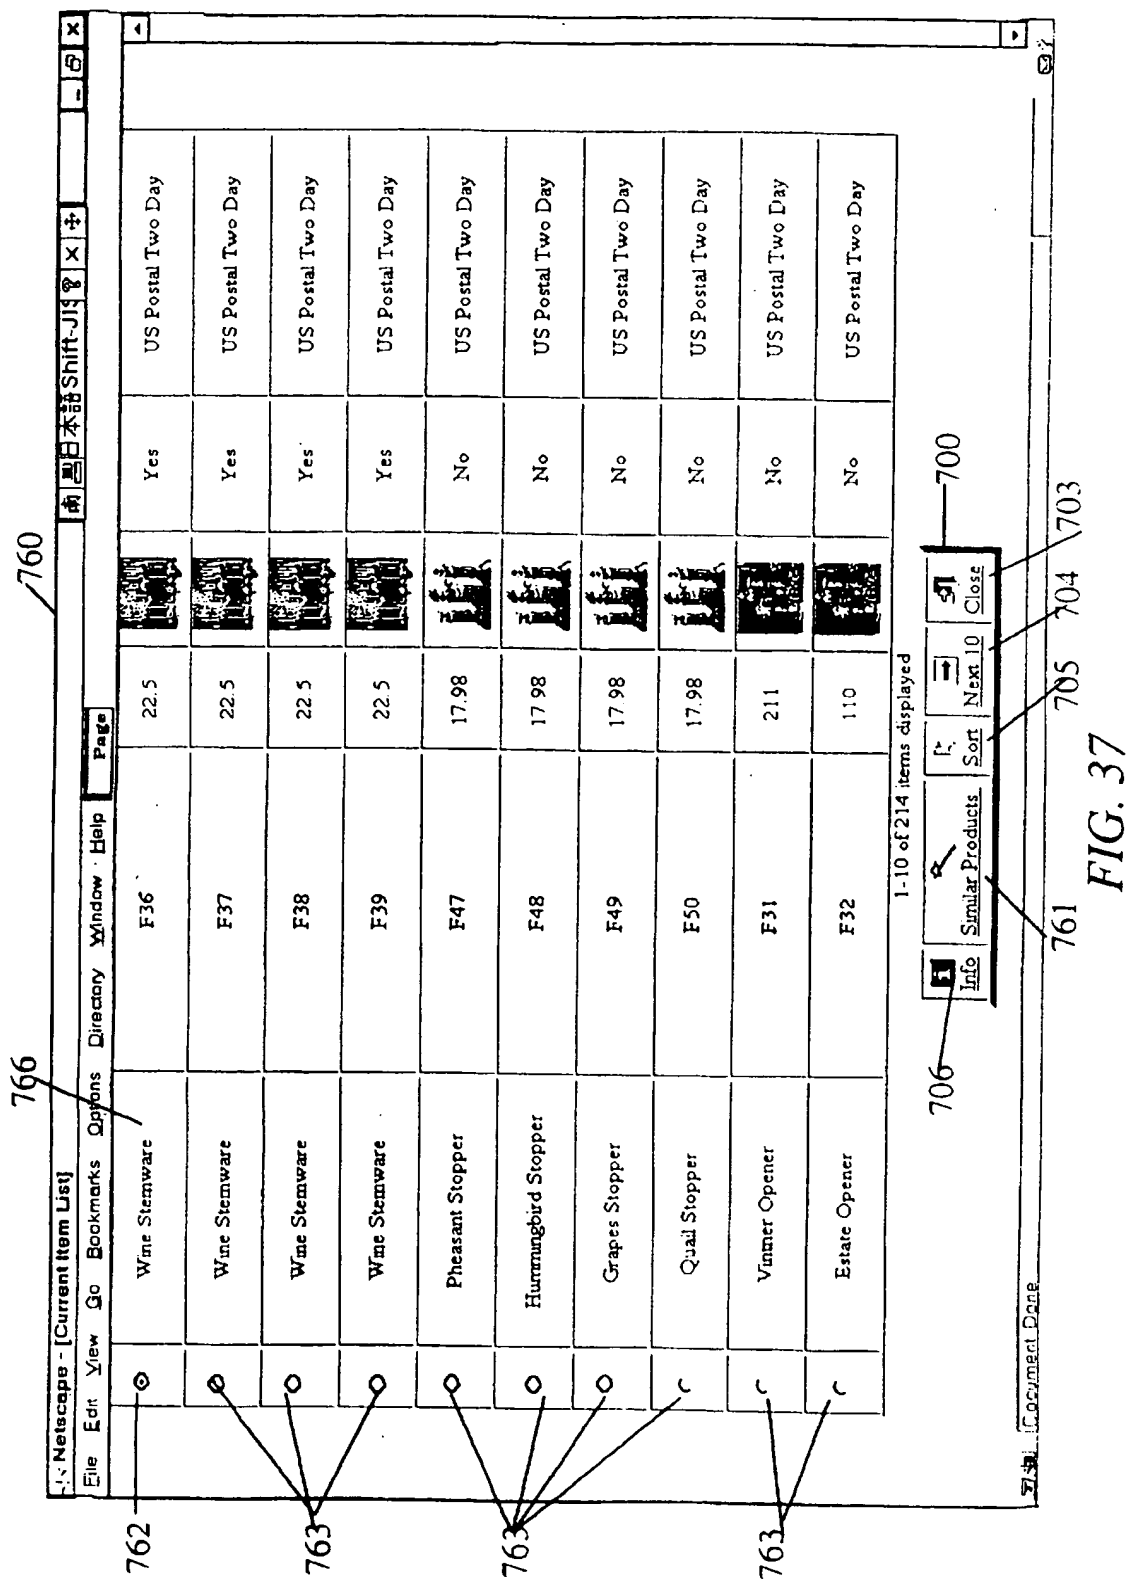 760
Netscape - [Current Item List]
日本語 Shift-JIS
File Edit View Go Bookmarks Options Directory Window Help Page
766
762
Wine Stemware F36 22.5 Yes US Postal Two Day
Wine Stemware F37 22.5 Yes US Postal Two Day
763
Wine Stemware F38 22.5 Yes US Postal Two Day
Wine Stemware F39 22.5 Yes US Postal Two Day
Pheasant Stopper F47 17.98 No US Postal Two Day
763
Hummingbird Stopper F48 17.98 No US Postal Two Day
Grapes Stopper F49 17.98 No US Postal Two Day
Quail Stopper F50 17.98 No US Postal Two Day
763
Vintner Opener F31 211 No US Postal Two Day
Estate Opener F32 110 No US Postal Two Day
1-10 of 214 items displayed
706
700
Info Similar Products Sort Next 10 Close
Document Done
761
705
704
703
FIG. 37